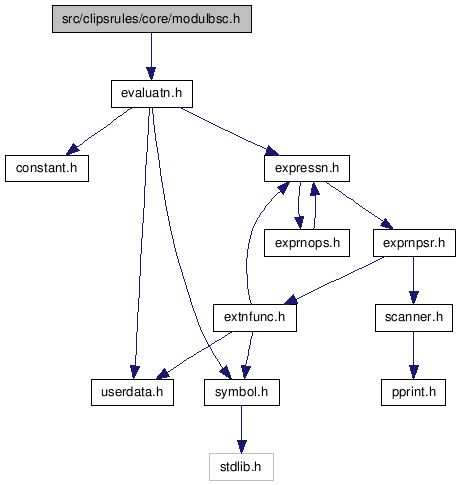 src/clipsrules/core/modulbsc.h
evaluatn.h
constant.h
expressn.h
exprnops.h
exprnpsr.h
extnfunc.h
scanner.h
userdata.h
symbol.h
pprint.h
stdlib.h